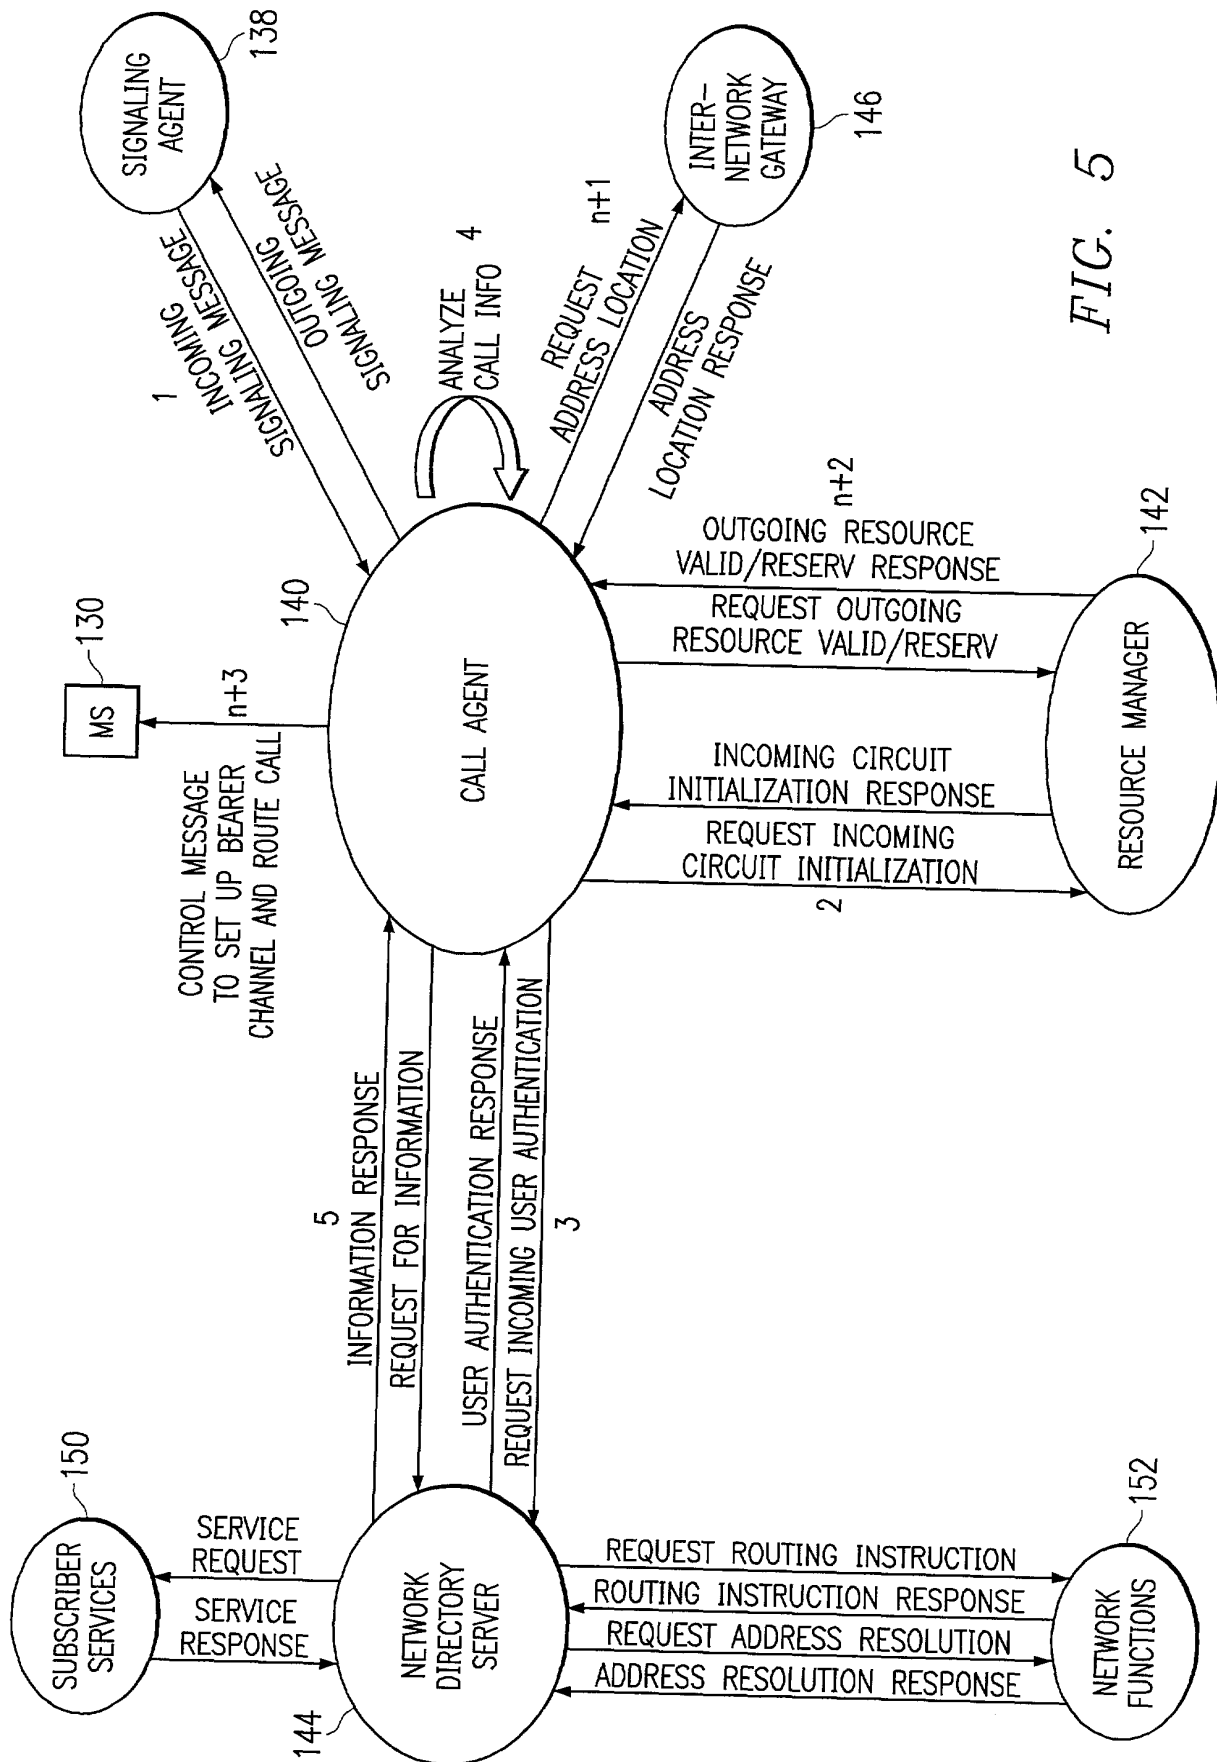 SUBSCRIBER
SERVICES
150
SERVICE
REQUEST
SERVICE
RESPONSE
NETWORK
DIRECTORY
SERVER
144
REQUEST ROUTING INSTRUCTION
ROUTING INSTRUCTION RESPONSE
REQUEST ADDRESS RESOLUTION
ADDRESS RESOLUTION RESPONSE
NETWORK
FUNCTIONS
152
5
INFORMATION RESPONSE
REQUEST FOR INFORMATION
USER AUTHENTICATION RESPONSE
REQUEST INCOMING USER AUTHENTICATION
3
CONTROL MESSAGE
TO SET UP BEARER
CHANNEL AND ROUTE CALL
n+3
MS
130
CALL AGENT
140
INCOMING CIRCUIT
INITIALIZATION RESPONSE
REQUEST INCOMING
CIRCUIT INITIALIZATION
2
OUTGOING RESOURCE
VALID/RESERV RESPONSE
REQUEST OUTGOING
RESOURCE VALID/RESERV
n+2
RESOURCE MANAGER
142
1
INCOMING
SIGNALING MESSAGE
OUTGOING
SIGNALING MESSAGE
SIGNALING
AGENT
138
ANALYZE
CALL INFO
4
REQUEST
ADDRESS LOCATION
n+1
ADDRESS
LOCATION RESPONSE
INTER-
NETWORK
GATEWAY
146
FIG. 5